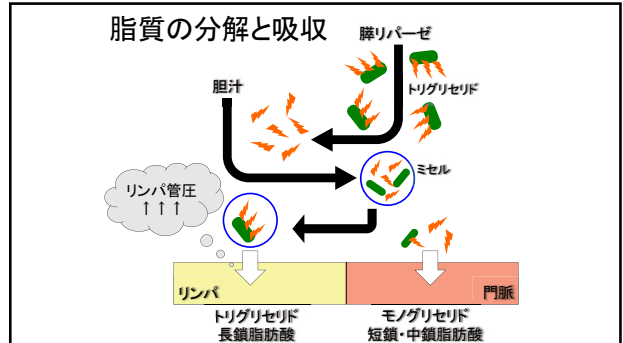 脂質の分解と吸収
膵リパーゼ
トリグリセリド
胆汁
ミセル
リンパ管圧
↑↑↑
リンパ
門脈
トリグリセリド
長鎖脂肪酸
モノグリセリド
短鎖・中鎖脂肪酸